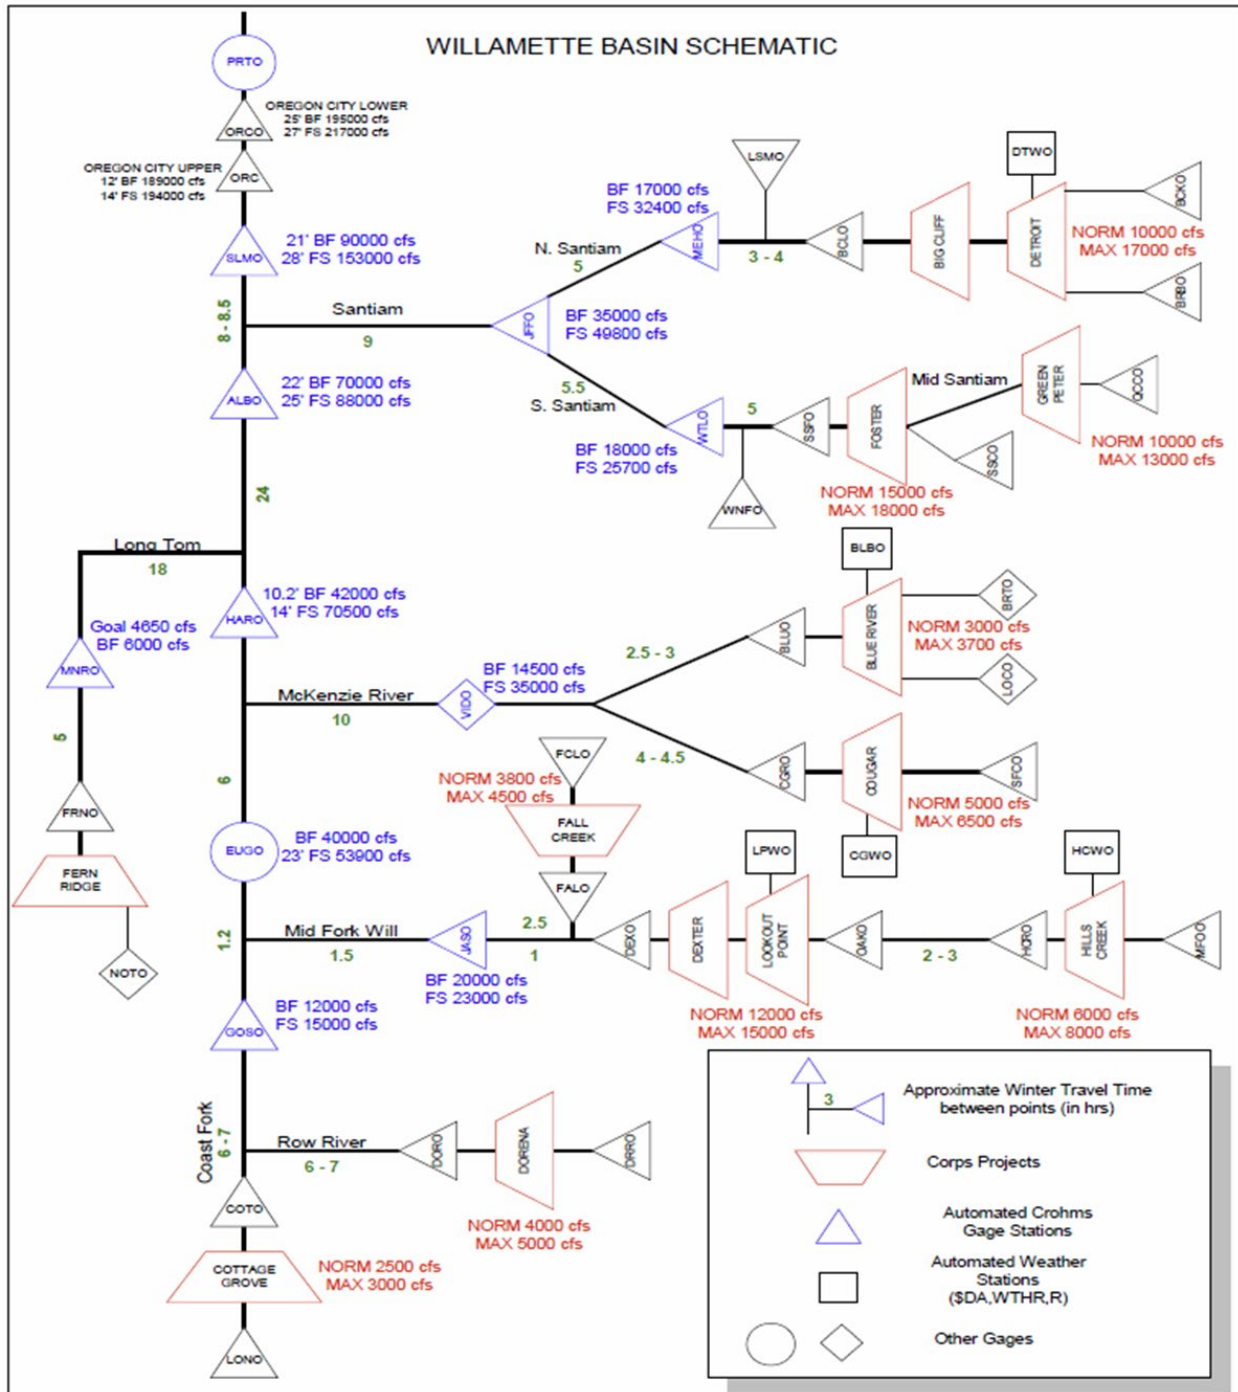 WILLAMETTE BASIN SCHEMATIC
PRTO
OREGON CITY LOWER
25' BF 195000 cfs
27' FS 217000 cfs
ORCO
OREGON CITY UPPER
12' BF 189000 cfs
14' FS 194000 cfs
ORC
21' BF 90000 cfs
28' FS 153000 cfs
SLMO
8 - 8.5
Santiam
9
JFFO
BF 35000 cfs
FS 49800 cfs
N. Santiam
5
BF 17000 cfs
FS 32400 cfs
MEHO
LSMO
3 - 4
BCLO
BIG CLIFF
DTWO
DETROIT
BCKO
NORM 10000 cfs
MAX 17000 cfs
BRBO
5.5
S. Santiam
WTLO
BF 18000 cfs
FS 25700 cfs
5
WNFO
SSFO
FOSTER
NORM 15000 cfs
MAX 18000 cfs
Mid Santiam
SSCO
GREEN
PETER
QCCO
NORM 10000 cfs
MAX 13000 cfs
22' BF 70000 cfs
25' FS 88000 cfs
ALBO
24
Long Tom
18
Goal 4650 cfs
BF 6000 cfs
MNRO
5
FRNO
FERN
RIDGE
NOTO
10.2' BF 42000 cfs
14' FS 70500 cfs
HARO
McKenzie River
10
BF 14500 cfs
FS 35000 cfs
VIDO
2.5 - 3
BLUO
BLBO
BLUE RIVER
BRTO
NORM 3000 cfs
MAX 3700 cfs
LOCO
4 - 4.5
CGRO
COUGAR
CGWO
SFCO
NORM 5000 cfs
MAX 6500 cfs
6
BF 40000 cfs
23' FS 53900 cfs
EUGO
1.2
Mid Fork Will
1.5
JASO
BF 20000 cfs
FS 23000 cfs
2.5
1
FCLO
NORM 3800 cfs
MAX 4500 cfs
FALL
CREEK
FALO
DEXO
DEXTER
LPWO
LOOKOUT
POINT
NORM 12000 cfs
MAX 15000 cfs
OAKO
2 - 3
HCRO
HCWO
HILLS
CREEK
MFOO
NORM 6000 cfs
MAX 8000 cfs
BF 12000 cfs
FS 15000 cfs
GOSO
Coast Fork
6 - 7
Row River
6 - 7
DORO
DORENA
DRRO
NORM 4000 cfs
MAX 5000 cfs
COTO
COTTAGE
GROVE
NORM 2500 cfs
MAX 3000 cfs
LONO
3
Approximate Winter Travel Time
between points (in hrs)
Corps Projects
Automated Crohms
Gage Stations
Automated Weather
Stations
($DA,WTHR,R)
Other Gages